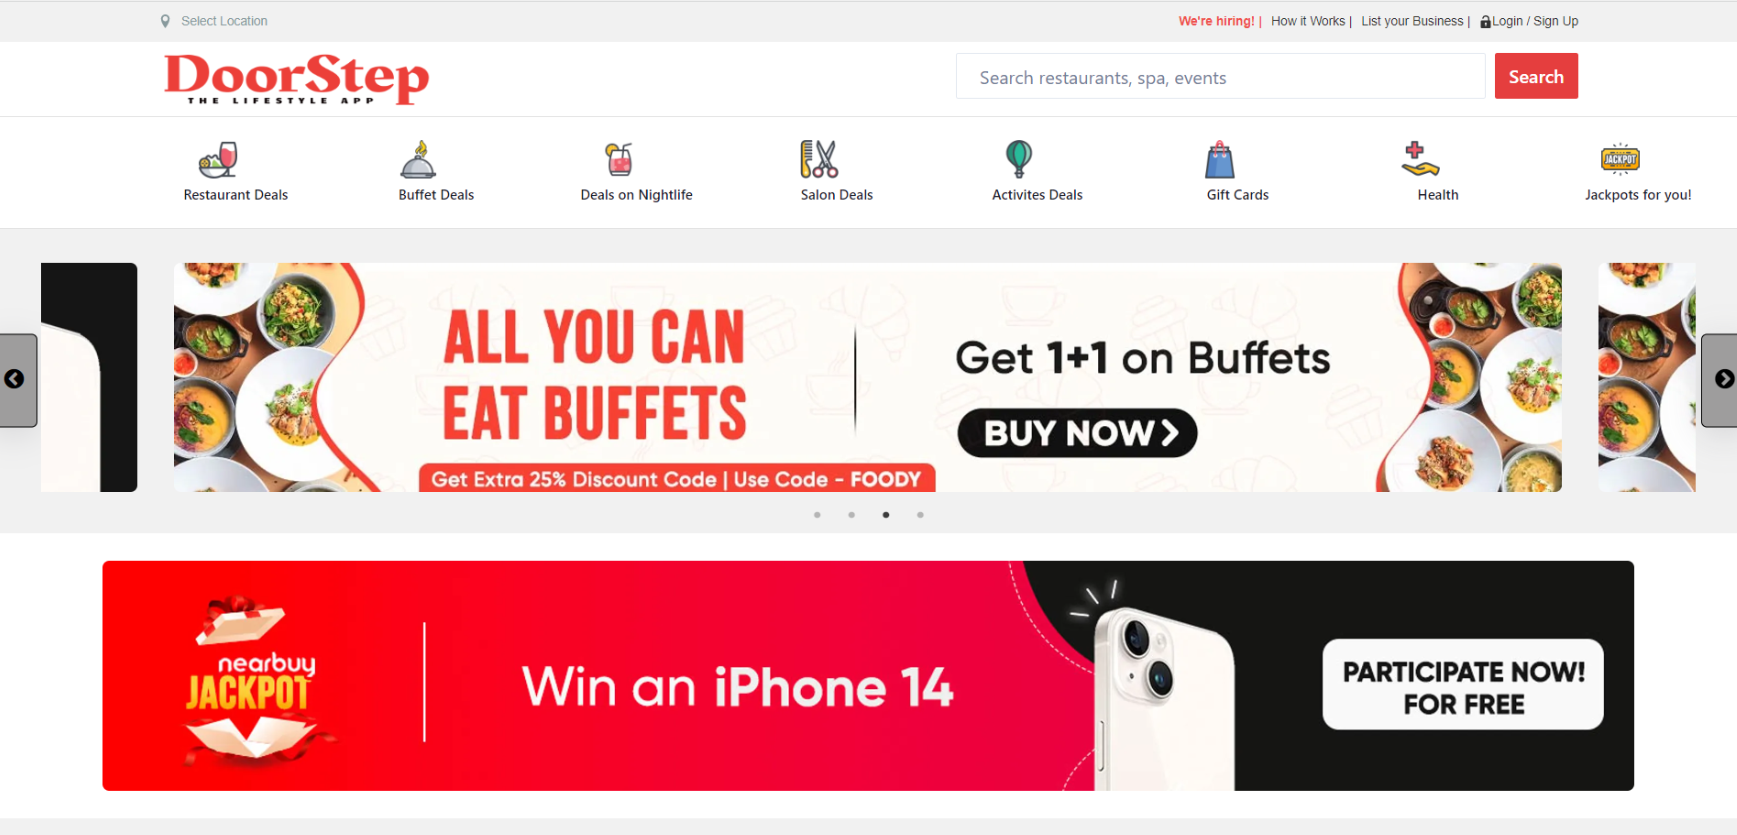 Select Location
We're hiring! | How it Works | List your Business | Login / Sign Up
DoorStep
THE LIFESTYLE APP
Search restaurants, spa, events
Search
Restaurant Deals
Buffet Deals
Deals on Nightlife
Salon Deals
Activites Deals
Gift Cards
Health
JACKPOT
Jackpots for you!
ALL YOU CAN
EAT BUFFETS
Get Extra 25% Discount Code | Use Code - FOODY
Get 1+1 on Buffets
BUY NOW
nearbuy
JACKPOT
Win an iPhone 14
PARTICIPATE NOW!
FOR FREE